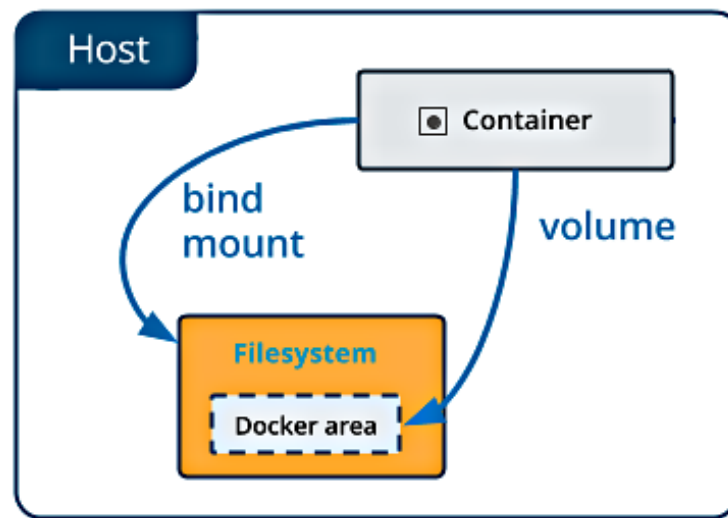 Host
Container
bind
mount
volume
Filesystem
Docker area